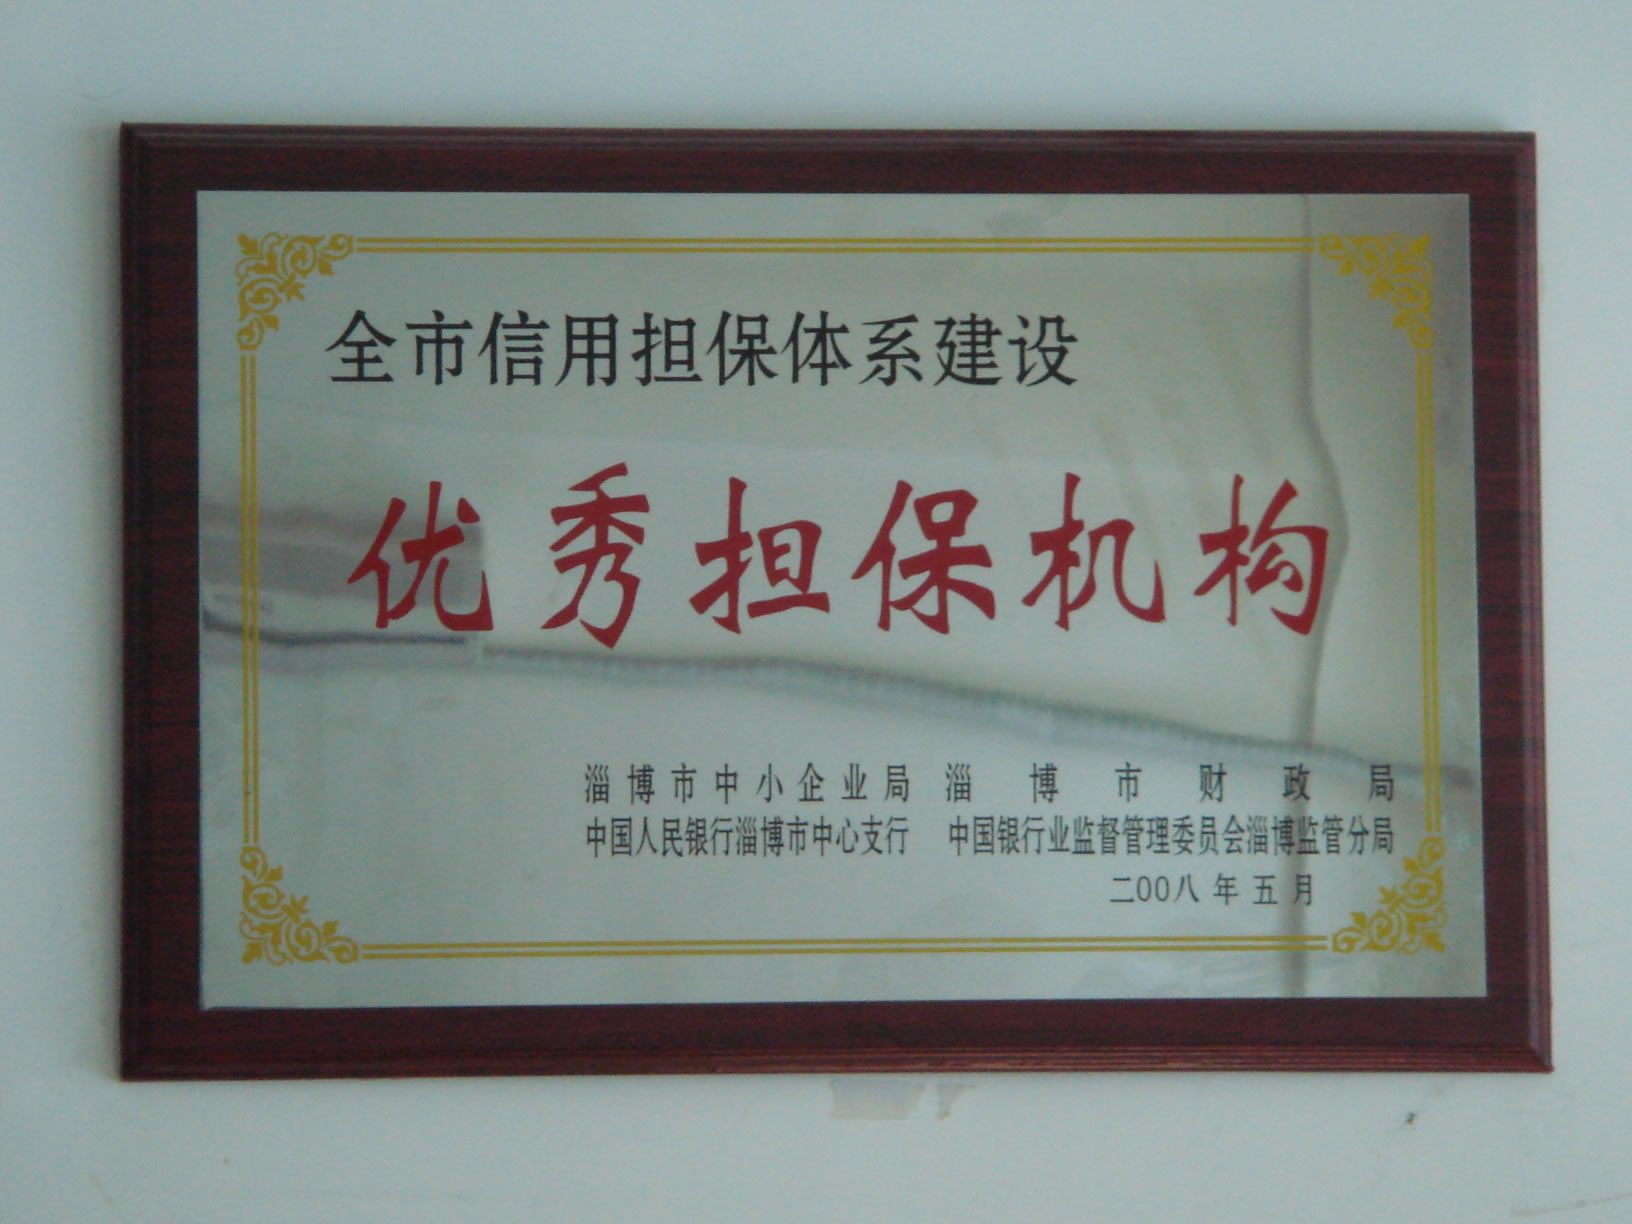 全市信用担保体系建设
优秀担保机构
淄博市中小企业局 淄博市财政局
中国人民银行淄博市中心支行 中国银行业监督管理委员会淄博监管分局
二00八年五月